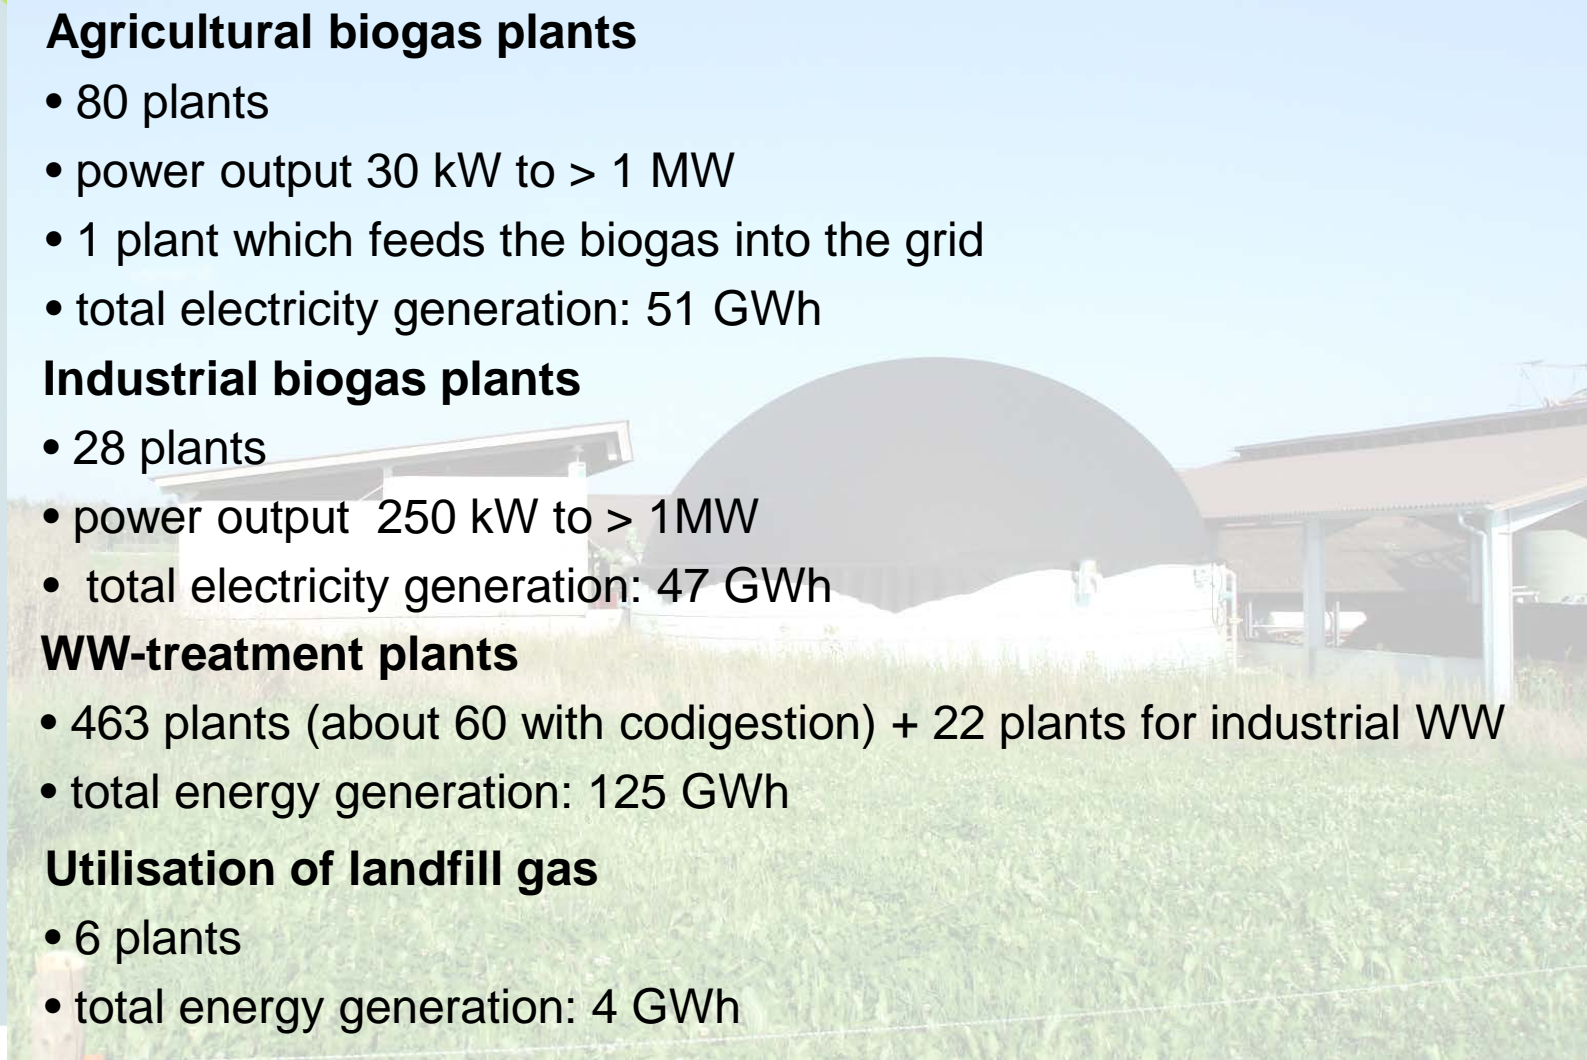 Agricultural biogas plants
• 80 plants
• power output 30 kW to > 1 MW
• 1 plant which feeds the biogas into the grid
• total electricity generation: 51 GWh
Industrial biogas plants
• 28 plants
• power output 250 kW to > 1MW
• total electricity generation: 47 GWh
WW-treatment plants
• 463 plants (about 60 with codigestion) + 22 plants for industrial WW
• total energy generation: 125 GWh
Utilisation of landfill gas
• 6 plants
• total energy generation: 4 GWh